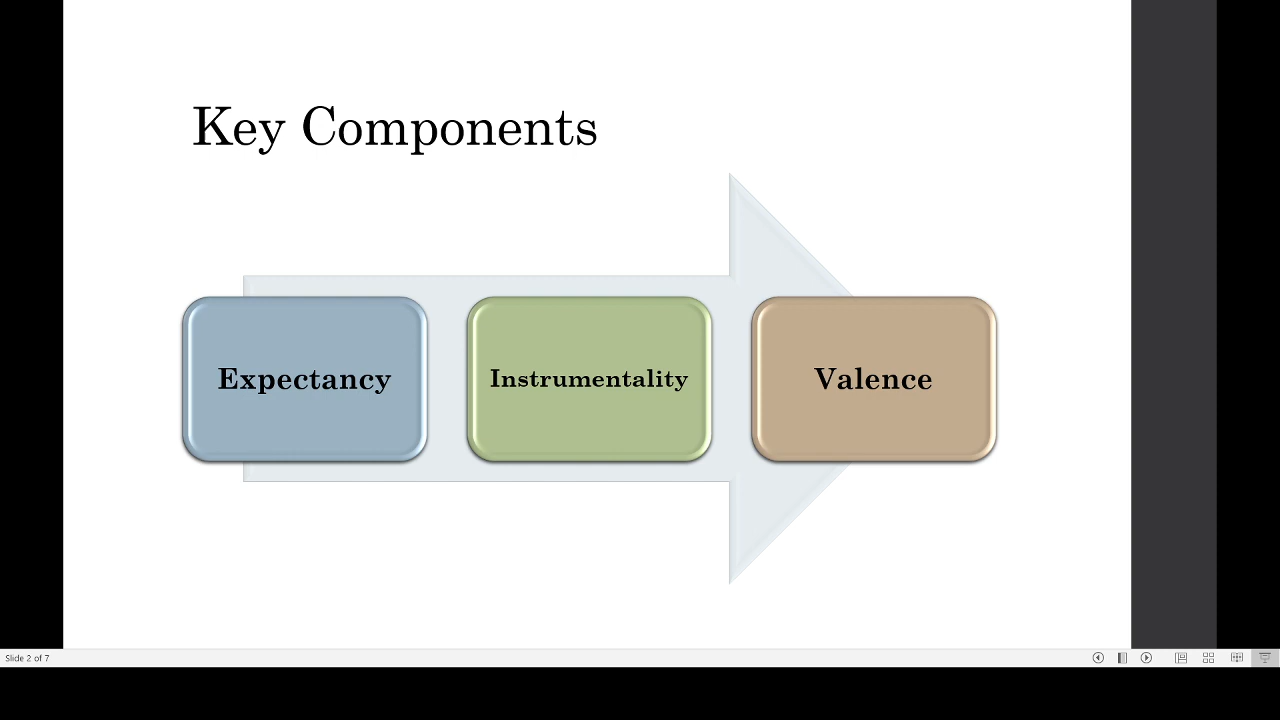 Key Components
Expectancy
Instrumentality
Valence
Slide 2 of 7